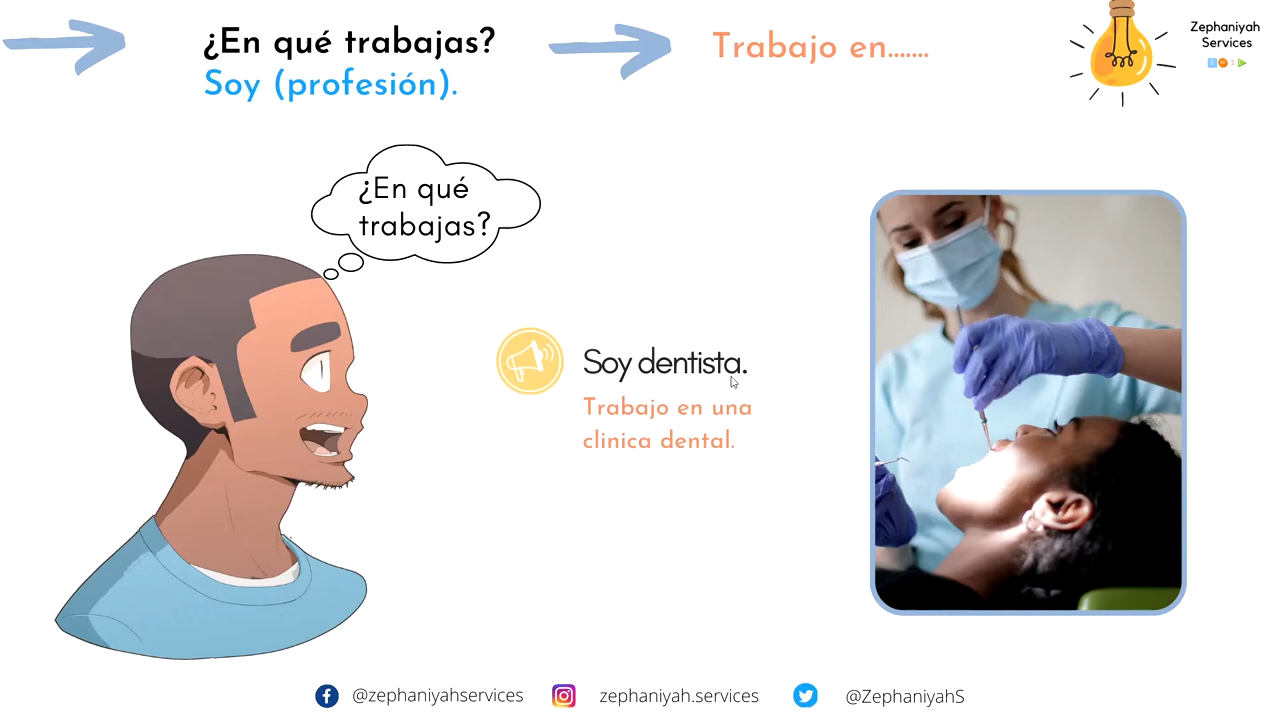 ¿En qué trabajas?
Soy (profesión).
Trabajo en.......
Zephaniyah
Services
¿En qué
trabajas?
Soy dentista.
Trabajo en una
clinica dental.
@zephaniyahservices
zephaniyah.services
@ZephaniyahS